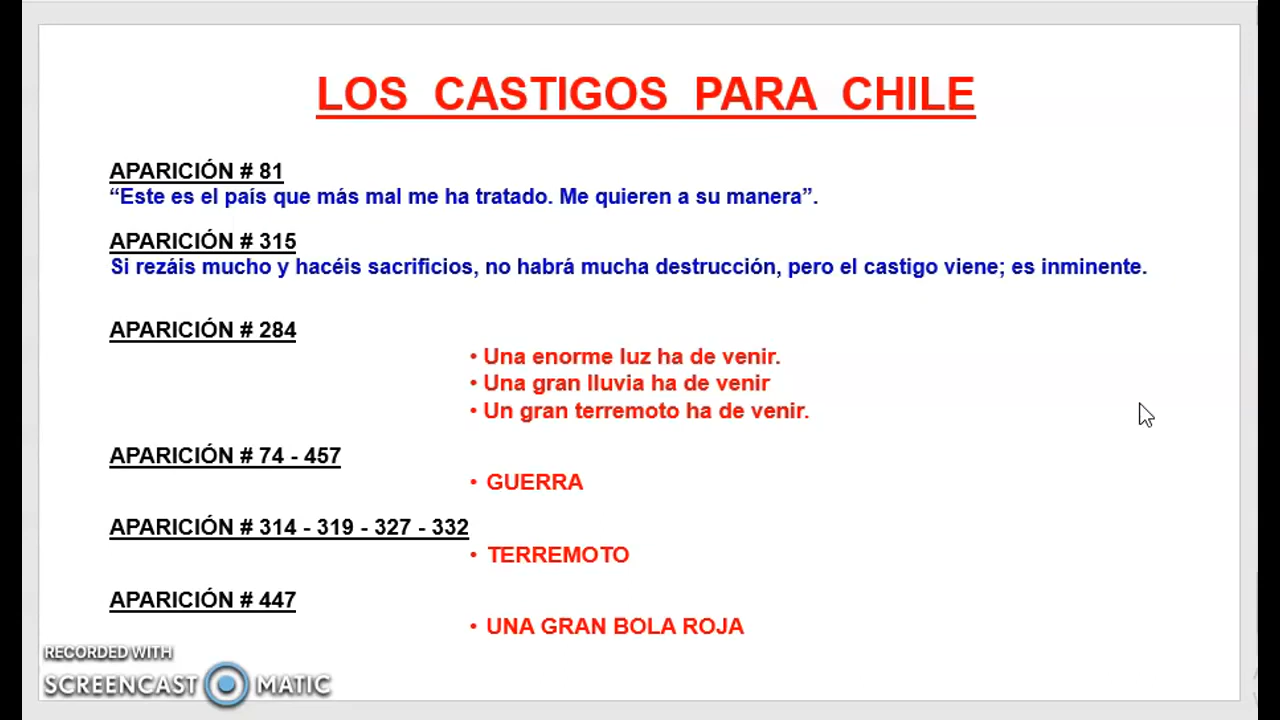 LOS CASTIGOS PARA CHILE
APARICIÓN # 81
“Este es el país que más mal me ha tratado. Me quieren a su manera”.
APARICIÓN # 315
Si rezáis mucho y hacéis sacrificios, no habrá mucha destrucción, pero el castigo viene; es inminente.
APARICIÓN # 284
• Una enorme luz ha de venir.
• Una gran lluvia ha de venir
• Un gran terremoto ha de venir.
APARICIÓN # 74 - 457
• GUERRA
APARICIÓN # 314 - 319 - 327 - 332
• TERREMOTO
APARICIÓN # 447
• UNA GRAN BOLA ROJA
RECORDED WITH
SCREENCAST MATIC